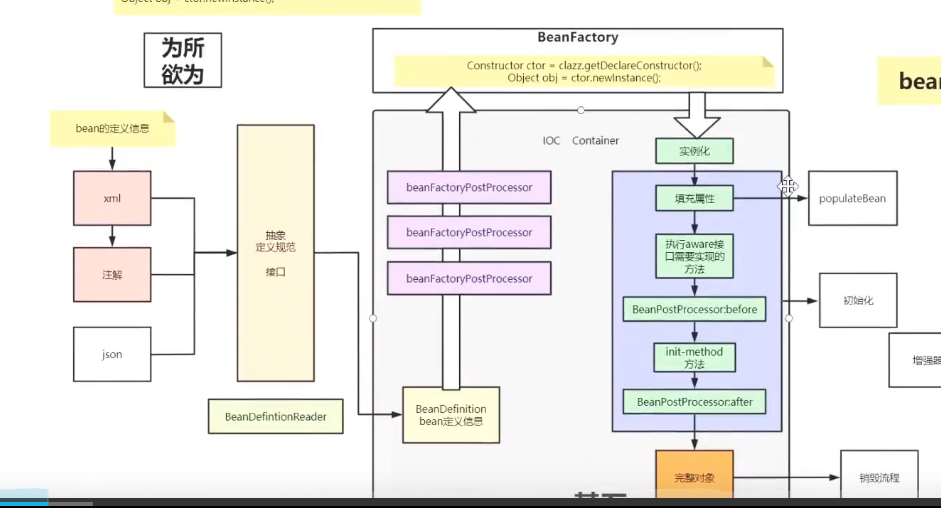 Object obj = ctor.newInstance();
为所
欲为
BeanFactory
Constructor ctor = clazz.getDeclareConstructor();
Object obj = ctor.newInstance();
bean的定义信息
xml
注解
json
抽象
定义规范
接口
BeanDefintionReader
IOC Container
beanFactoryPostProcessor
beanFactoryPostProcessor
beanFactoryPostProcessor
BeanDefinition
bean定义信息
实例化
填充属性
执行aware接
口需要实现的
方法
BeanPostProcessor:before
init-method
方法
BeanPostProcessor:after
完整对象
populateBean
初始化
增强器
销毁流程